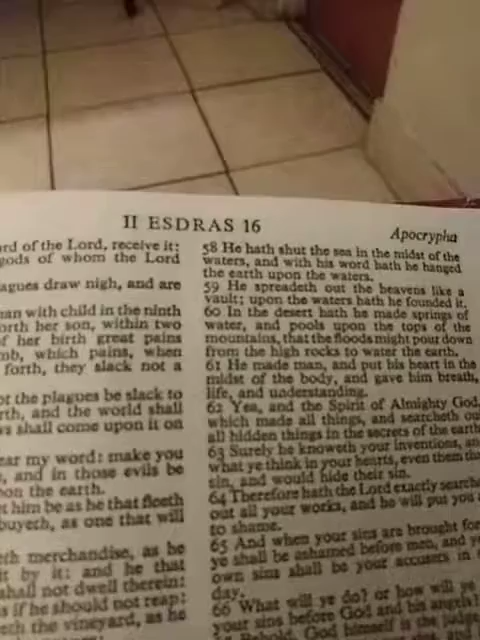 II ESDRAS 16
Apocrypha
rd of the Lord, receive it:
gods of whom the Lord
agues draw nigh, and are
an with child in the ninth
orth her son, within two
f her birth great pains
mb, which pains, when
forth, they slack not a
ot the plagues be slack to
rth, and the world shall
ws shall come upon it on
ear my word: make you
, and in those evils be
on the earth.
t him be as he that fleeth
buyeth, as one that will
th merchandise, as he
it by it: and he that
shall not dwell therein:
s if he should not reap:
eth the vineyard, as he
58 He hath shut the sea in the midst of the
waters, and with his word hath he hanged
the earth upon the waters.
59 He spreadeth out the heavens like a
vault; upon the waters hath he founded it.
60 In the desert hath he made springs of
water, and pools upon the tops of the
mountains, that the floods might pour down
from the high rocks to water the earth.
61 He made man, and put his heart in the
midst of the body, and gave him breath,
life, and understanding.
62 Yea, and the Spirit of Almighty God,
which made all things, and searcheth out
all hidden things in the secrets of the earth
63 Surely he knoweth your inventions, an
what ye think in your hearts, even them tha
sin, and would hide their sin.
64 Therefore hath the Lord exactly searche
out all your works, and he will put you a
to shame.
65 And when your sins are brought for
ye shall be ashamed before men, and y
own sins shall be your accusers in
day.
66 What will ye do? or how will ye
your sins before God and his angels?
Behold, God himself is the judge